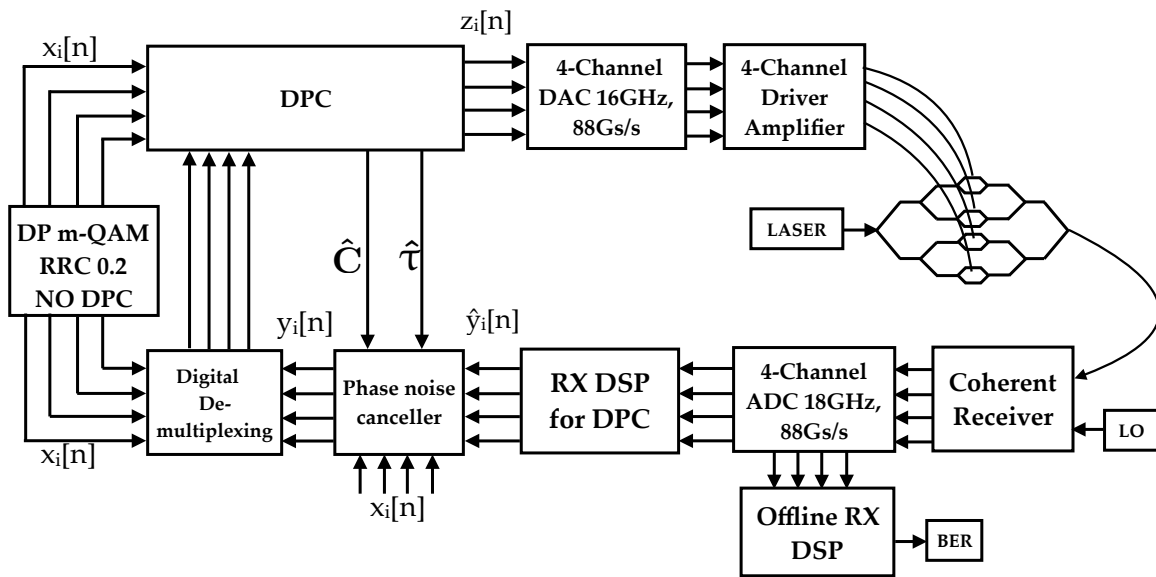 xᵢ[n]
zᵢ[n]
DPC
4-Channel
DAC 16GHz,
88Gs/s
4-Channel
Driver
Amplifier
DP m-QAM
RRC 0.2
NO DPC
LASER
Ĉ
τ̂
yᵢ[n]
ŷᵢ[n]
Digital
De-
multiplexing
Phase noise
canceller
RX DSP
for DPC
4-Channel
ADC 18GHz,
88Gs/s
Coherent
Receiver
LO
xᵢ[n]
xᵢ[n]
Offline RX
DSP
BER